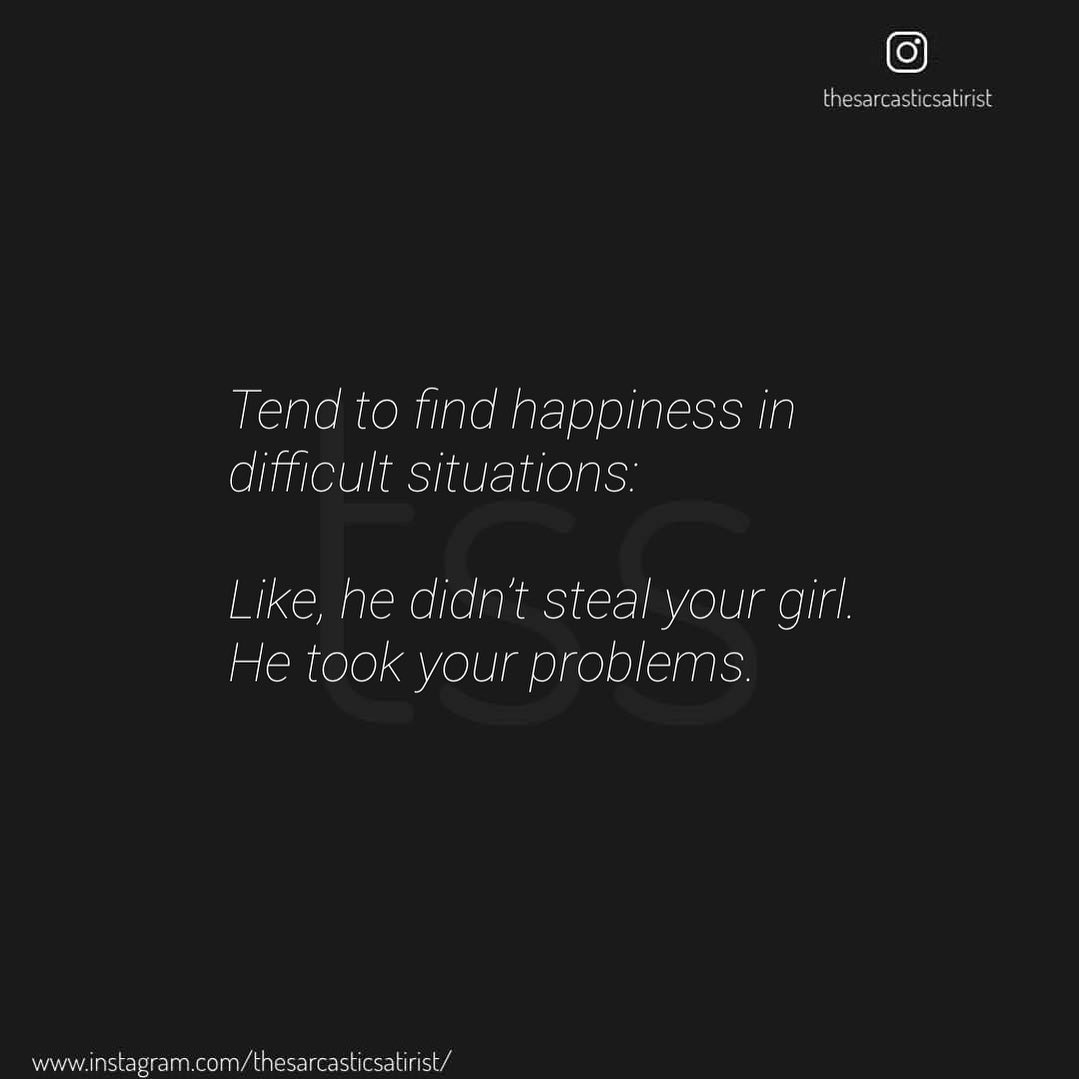 thesarcasticsatirist
Tend to find happiness in
difficult situations:
Like, he didn’t steal your girl.
He took your problems.
tss
www.instagram.com/thesarcasticsatirist/